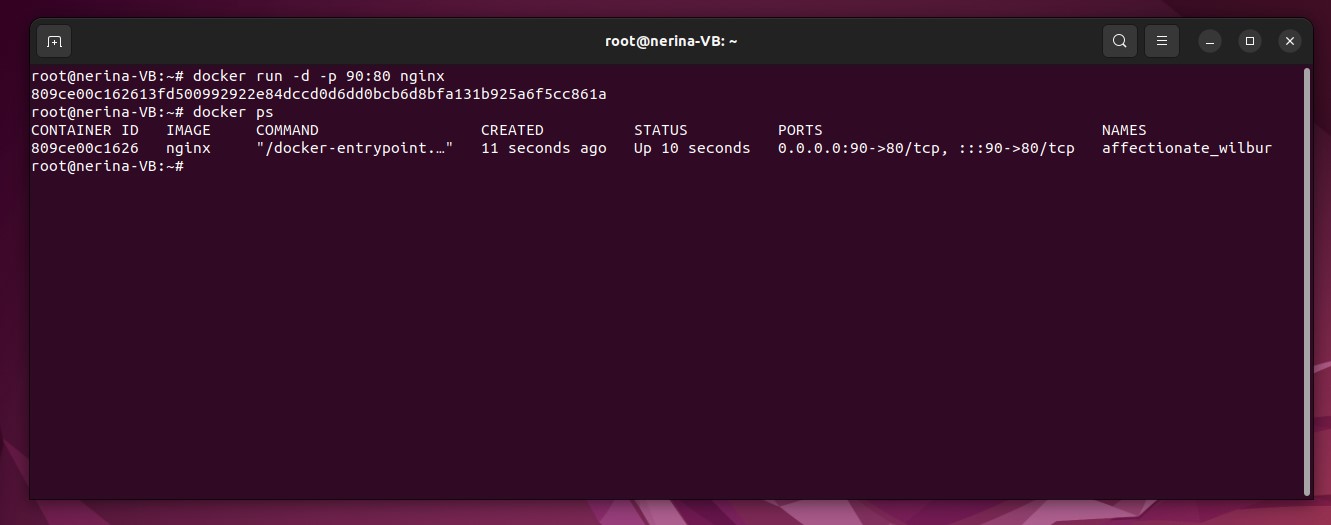 root@nerina-VB: ~
root@nerina-VB:~# docker run -d -p 90:80 nginx
809ce00c162613fd500992922e84dccd0d6dd0bcb6d8bfa131b925a6f5cc861a
root@nerina-VB:~# docker ps
CONTAINER ID   IMAGE     COMMAND                  CREATED          STATUS          PORTS                               NAMES
809ce00c1626   nginx     "/docker-entrypoint.…"   11 seconds ago   Up 10 seconds   0.0.0.0:90->80/tcp, :::90->80/tcp   affectionate_wilbur
root@nerina-VB:~#